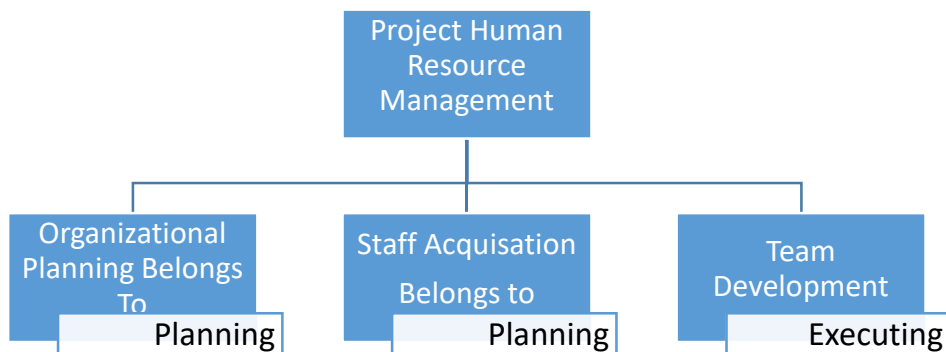 Project Human
Resource
Management
Organizational
Planning Belongs
To
Planning
Staff Acquisation
Belongs to
Planning
Team
Development
Executing